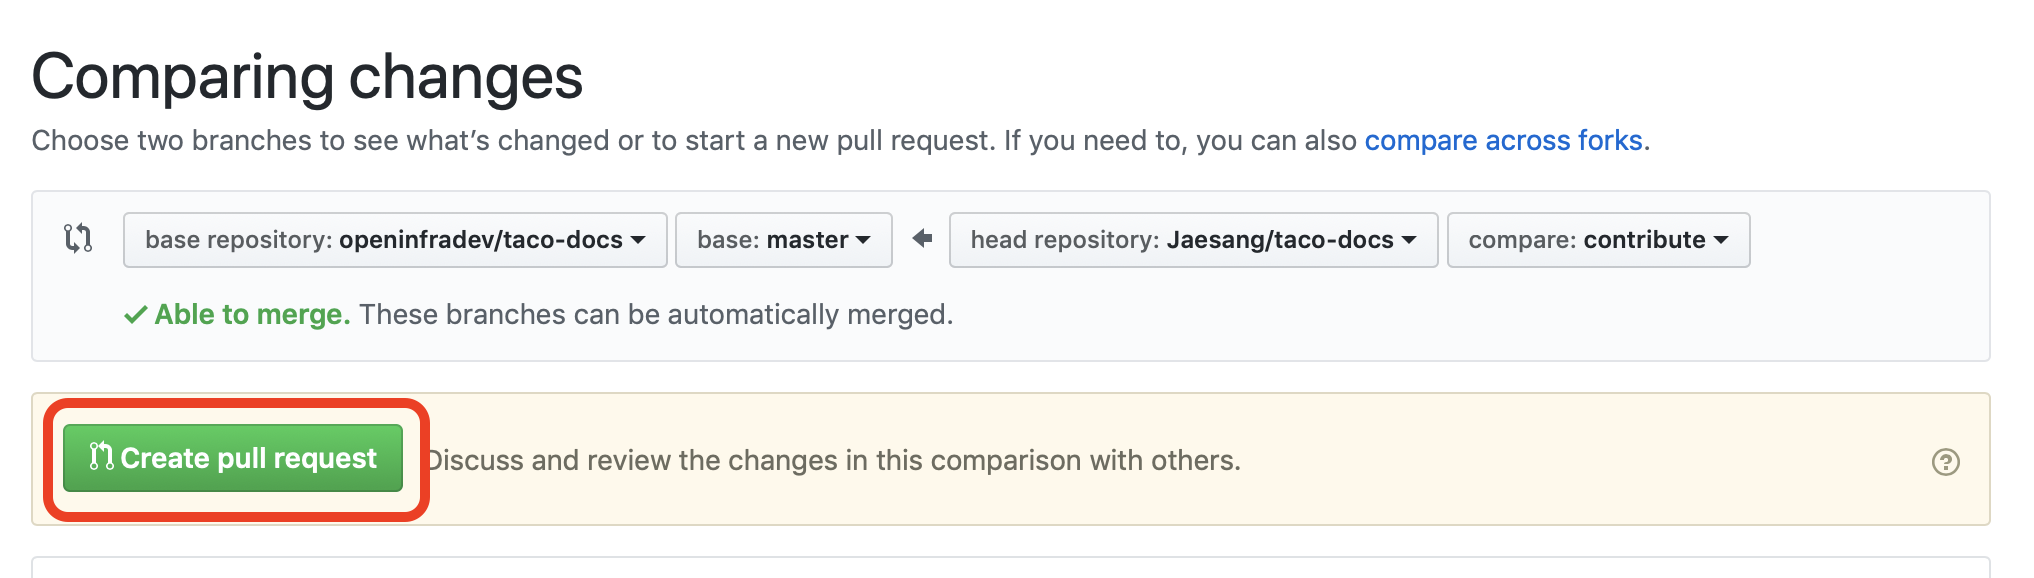 Comparing changes
Choose two branches to see what's changed or to start a new pull request. If you need to, you can also compare across forks.
base repository: openinfradev/taco-docs base: master head repository: Jaesang/taco-docs compare: contribute
Able to merge. These branches can be automatically merged.
Create pull request Discuss and review the changes in this comparison with others.